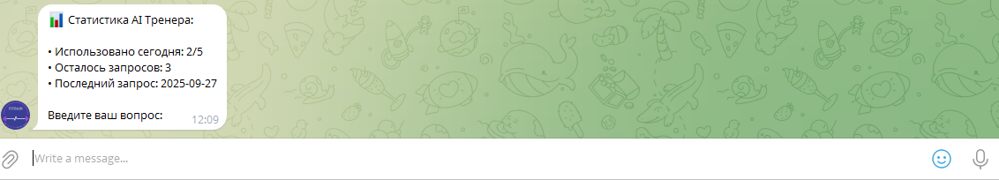 📊 Статистика AI Тренера:
• Использовано сегодня: 2/5
• Осталось запросов: 3
• Последний запрос: 2025-09-27
Введите ваш вопрос:
12:09
Write a message...